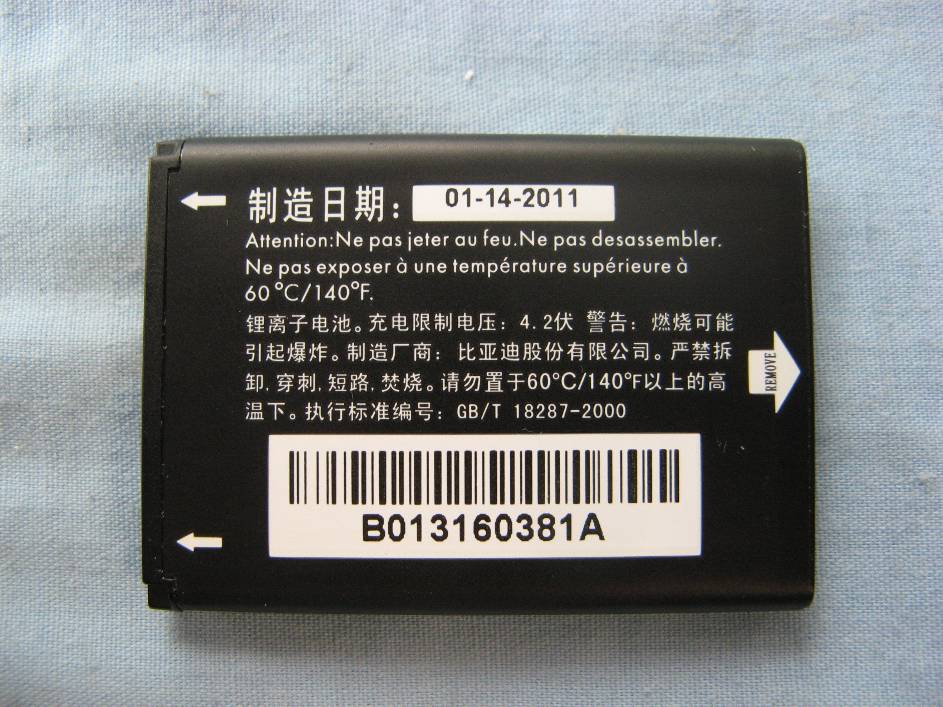 制造日期: 01-14-2011
Attention:Ne pas jeter au feu.Ne pas desassembler.
Ne pas exposer à une température supérieure à
60°C/140°F.
锂离子电池。充电限制电压: 4.2伏 警告: 燃烧可能
引起爆炸。制造厂商: 比亚迪股份有限公司。严禁拆
卸,穿刺,短路,焚烧。请勿置于60°C/140°F以上的高
温下。执行标准编号: GB/T 18287-2000
REMOVE
B013160381A